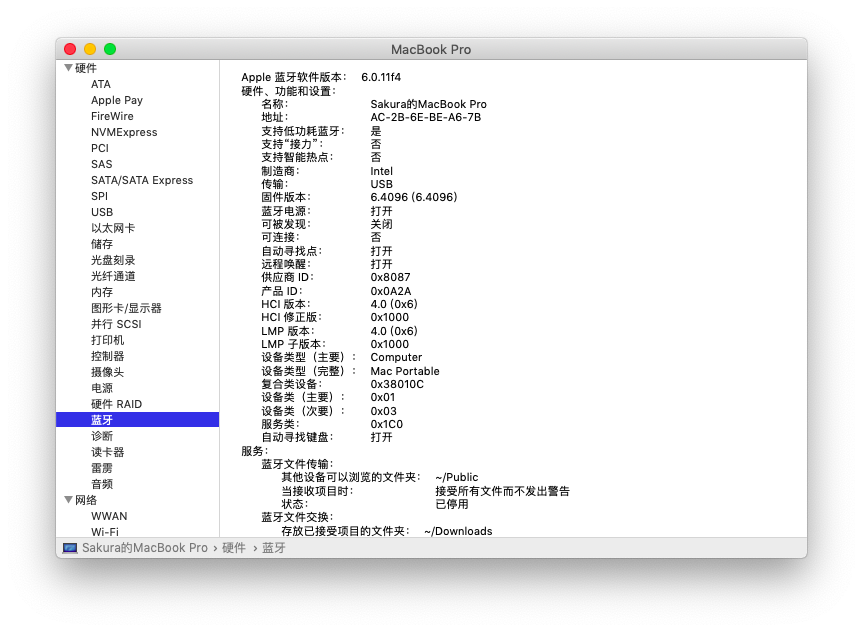 MacBook Pro
硬件
ATA
Apple Pay
FireWire
NVMExpress
PCI
SAS
SATA/SATA Express
SPI
USB
以太网卡
储存
光盘刻录
光纤通道
内存
图形卡/显示器
并行 SCSI
打印机
控制器
摄像头
电源
硬件 RAID
蓝牙
诊断
读卡器
雷雳
音频
网络
WWAN
Wi-Fi
Apple 蓝牙软件版本： 6.0.11f4
硬件、功能和设置：
名称： Sakura的MacBook Pro
地址： AC-2B-6E-BE-A6-7B
支持低功耗蓝牙： 是
支持“接力”： 否
支持智能热点： 否
制造商： Intel
传输： USB
固件版本： 6.4096 (6.4096)
蓝牙电源： 打开
可被发现： 关闭
可连接： 否
自动寻找点： 打开
远程唤醒： 打开
供应商 ID： 0x8087
产品 ID： 0x0A2A
HCI 版本： 4.0 (0x6)
HCI 修正版： 0x1000
LMP 版本： 4.0 (0x6)
LMP 子版本： 0x1000
设备类型（主要）： Computer
设备类型（完整）： Mac Portable
复合类设备： 0x38010C
设备类（主要）： 0x01
设备类（次要）： 0x03
服务类： 0x1C0
自动寻找键盘： 打开
服务：
蓝牙文件传输：
其他设备可以浏览的文件夹： ~/Public
当接收项目时： 接受所有文件而不发出警告
状态： 已停用
蓝牙文件交换：
存放已接受项目的文件夹： ~/Downloads
Sakura的MacBook Pro › 硬件 › 蓝牙